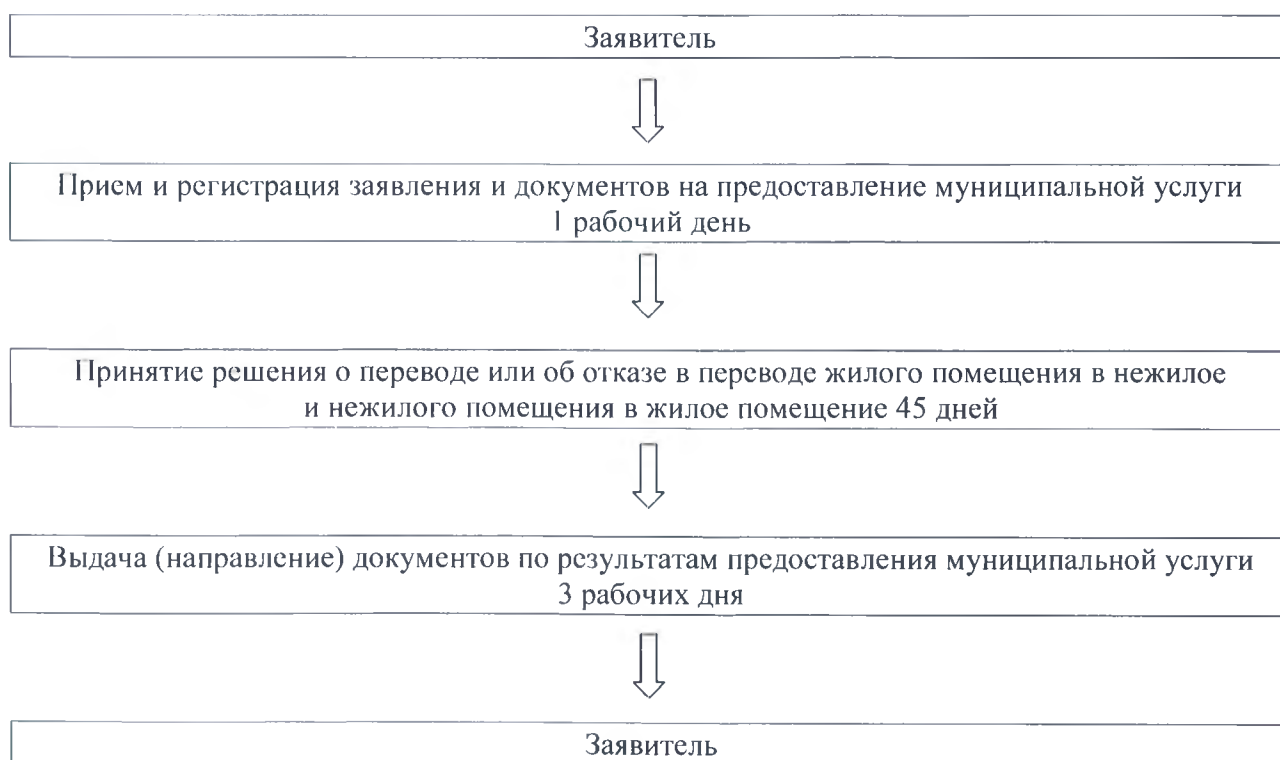 Заявитель
Прием и регистрация заявления и документов на предоставление муниципальной услуги
1 рабочий день
Принятие решения о переводе или об отказе в переводе жилого помещения в нежилое
и нежилого помещения в жилое помещение 45 дней
Выдача (направление) документов по результатам предоставления муниципальной услуги
3 рабочих дня
Заявитель